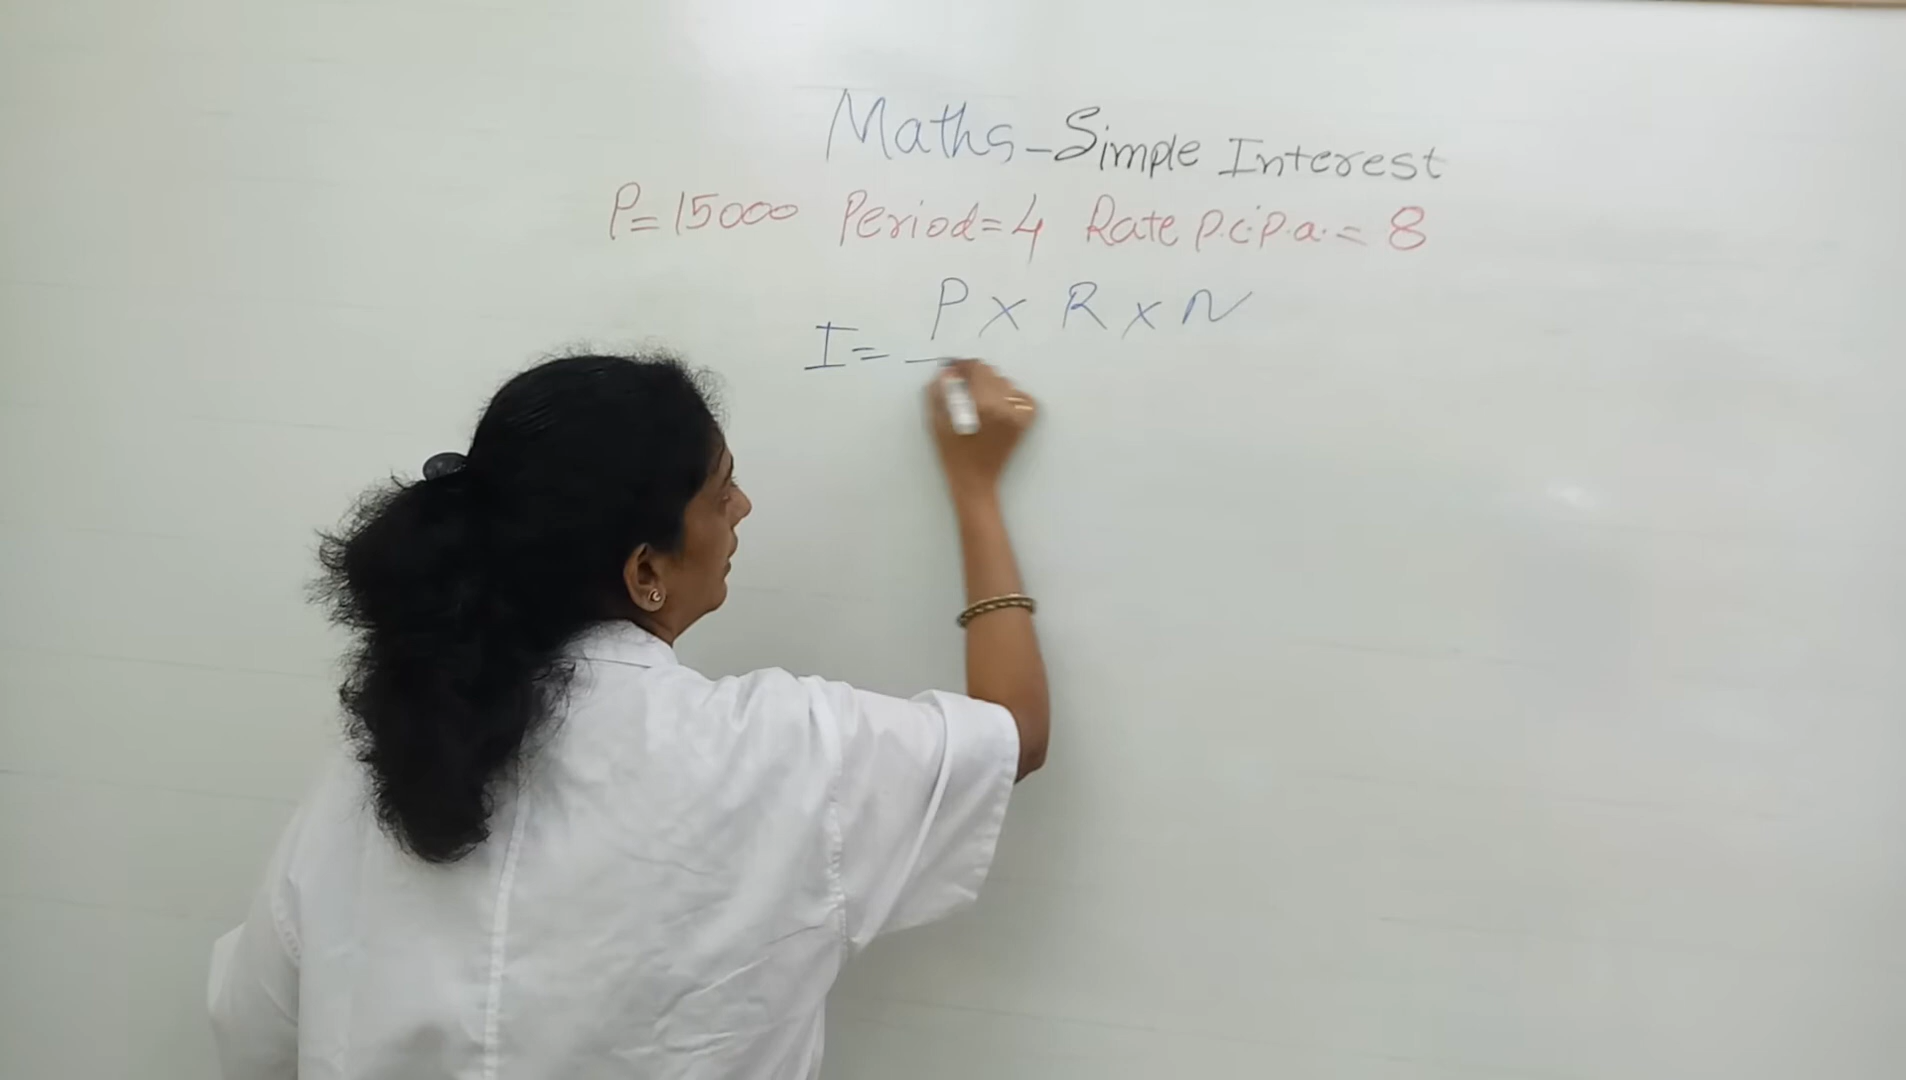 Maths-Simple Interest
P=15000 Period=4 Rate p.c.p.a.=8
P x R x N
I=